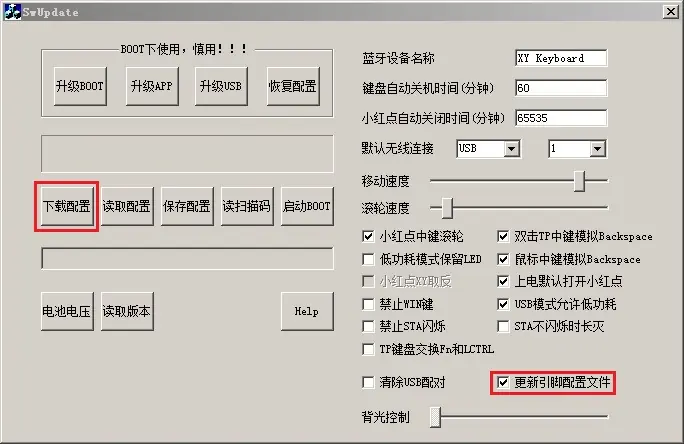 SwUpdate
BOOT下使用，慎用！！！
升级BOOT 升级APP 升级USB 恢复配置
下载配置 读取配置 保存配置 读扫描码 启动BOOT
电池电压 读取版本 Help
蓝牙设备名称 XY Keyboard
键盘自动关机时间(分钟) 60
小红点自动关闭时间(分钟) 65535
默认无线连接 USB 1
移动速度
滚轮速度
小红点中键滚轮 双击TP中键模拟Backspace
低功耗模式保留LED 鼠标中键模拟Backspace
小红点XY取反 上电默认打开小红点
禁止WIN键 USB模式允许低功耗
禁止STA闪烁 STA不闪烁时长灭
TP键盘交换Fn和LCTRL
清除USB配对 更新引脚配置文件
背光控制